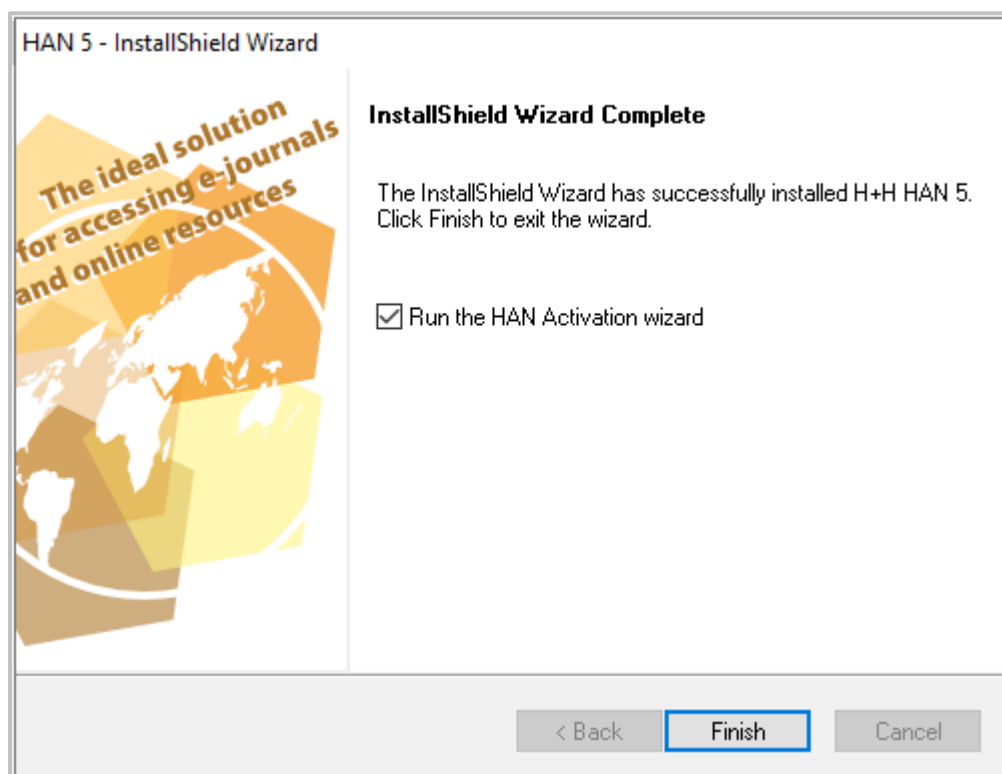 HAN 5 - InstallShield Wizard
The ideal solution
for accessing e-journals
and online resources
InstallShield Wizard Complete
The InstallShield Wizard has successfully installed H+H HAN 5.
Click Finish to exit the wizard.
Run the HAN Activation wizard
< Back
Finish
Cancel